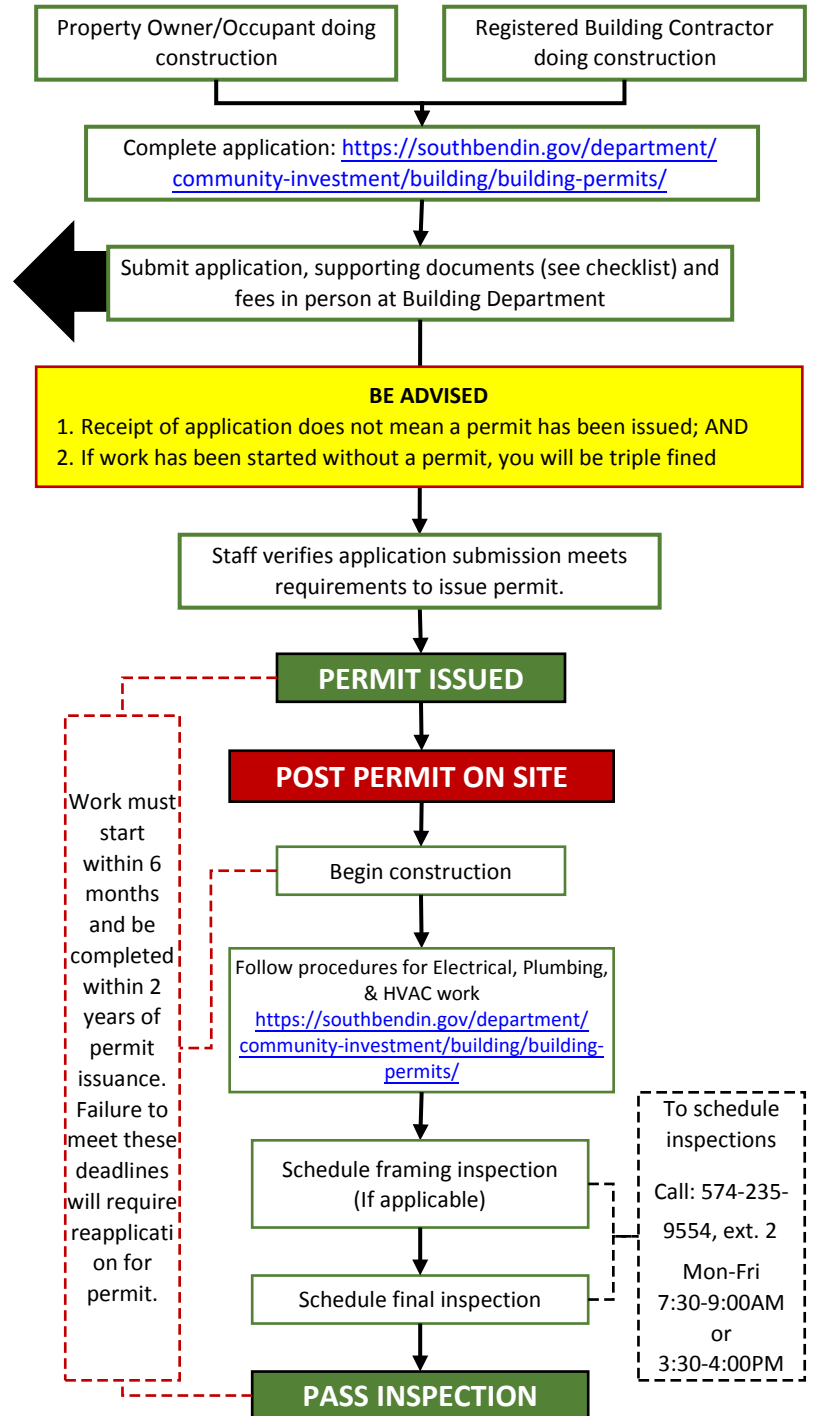 Property Owner/Occupant doing
construction
Registered Building Contractor
doing construction
Complete application: https://southbendin.gov/department/
community-investment/building/building-permits/
Submit application, supporting documents (see checklist) and
fees in person at Building Department
BE ADVISED
1. Receipt of application does not mean a permit has been issued; AND
2. If work has been started without a permit, you will be triple fined
Staff verifies application submission meets
requirements to issue permit.
PERMIT ISSUED
POST PERMIT ON SITE
Work must
start
within 6
months
and be
completed
within 2
years of
permit
issuance.
Failure to
meet these
deadlines
will require
reapplicati
on for
permit.
Begin construction
Follow procedures for Electrical, Plumbing,
& HVAC work
https://southbendin.gov/department/
community-investment/building/building-
permits/
Schedule framing inspection
(If applicable)
Schedule final inspection
To schedule
inspections
Call: 574-235-
9554, ext. 2
Mon-Fri
7:30-9:00AM
or
3:30-4:00PM
PASS INSPECTION